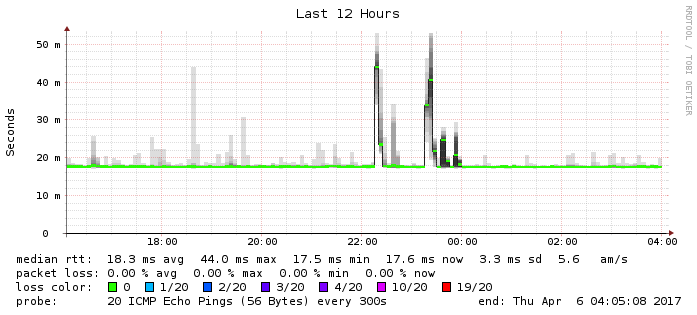 Last 12 Hours
RRDTOOL / TOBI OETIKER
Seconds
50 m
40 m
30 m
20 m
10 m
0
18:00 20:00 22:00 00:00 02:00 04:00
median rtt: 18.3 ms avg 44.0 ms max 17.5 ms min 17.6 ms now 3.3 ms sd 5.6 am/s
packet loss: 0.00 % avg 0.00 % max 0.00 % min 0.00 % now
loss color: 0 1/20 2/20 3/20 4/20 10/20 19/20
probe: 20 ICMP Echo Pings (56 Bytes) every 300s end: Thu Apr 6 04:05:08 2017